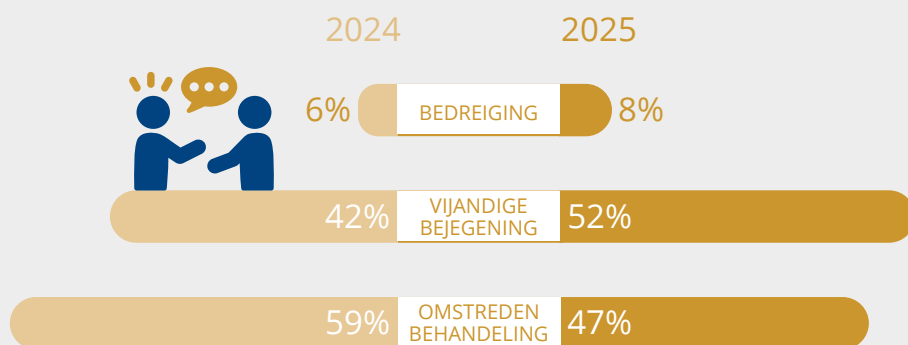 2024 2025
6% BEDREIGING 8%
42% VIJANDIGE BEJEGENING 52%
59% OMSTREDEN BEHANDELING 47%